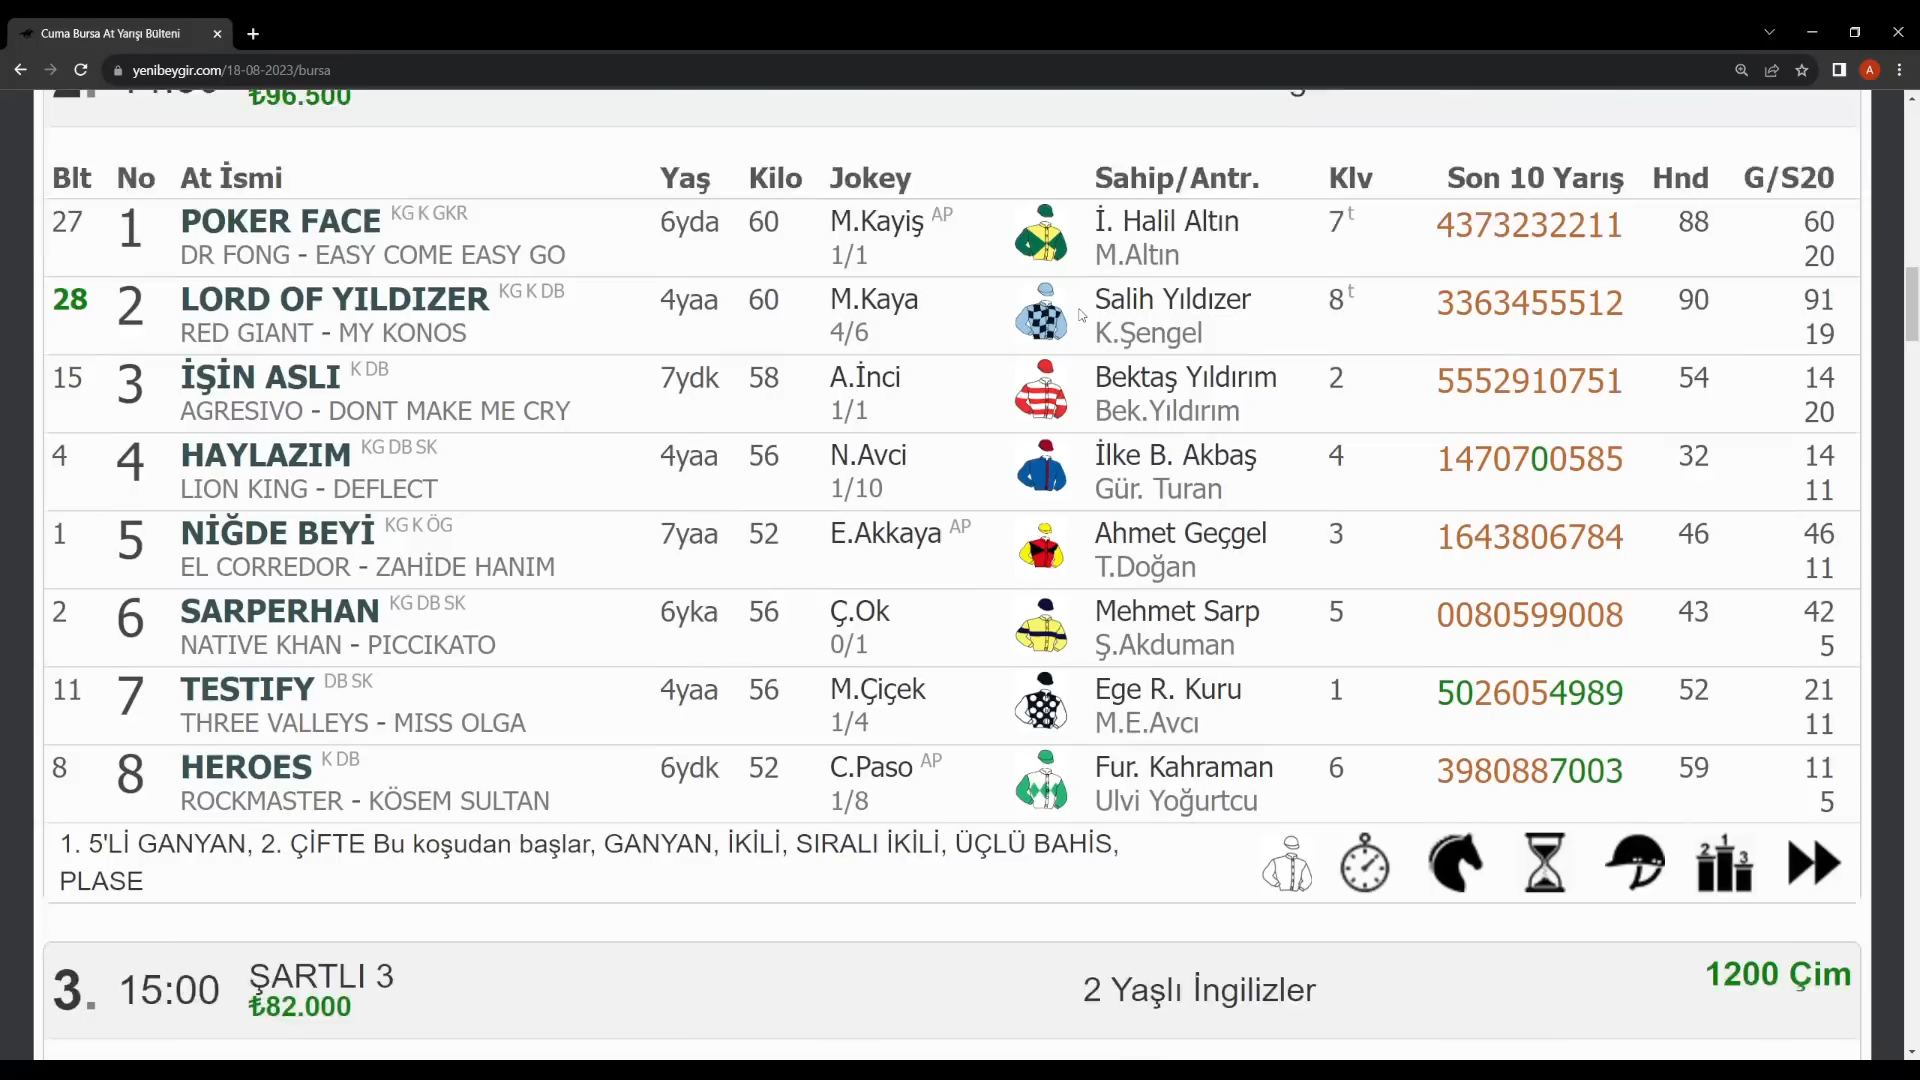 Cuma Bursa At Yarışı Bülteni
yenibeygir.com/18-08-2023/bursa
A
₺96.500
Blt No At İsmi Yaş Kilo Jokey Sahip/Antr. Klv Son 10 Yarış Hnd G/S20
27 1 POKER FACE KG K GKR 6yda 60 M.Kayiş AP İ. Halil Altın 7 t 4373232211 88 60
DR FONG - EASY COME EASY GO 1/1 M.Altın 20
28 2 LORD OF YILDIZER KG K DB 4yaa 60 M.Kaya Salih Yıldızer 8 t 3363455512 90 91
RED GIANT - MY KONOS 4/6 K.Şengel 19
15 3 İŞİN ASLI K DB 7ydk 58 A.İnci Bektaş Yıldırım 2 5552910751 54 14
AGRESIVO - DONT MAKE ME CRY 1/1 Bek.Yıldırım 20
4 4 HAYLAZIM KG DB SK 4yaa 56 N.Avci İlke B. Akbaş 4 1470700585 32 14
LION KING - DEFLECT 1/10 Gür. Turan 11
1 5 NİĞDE BEYİ KG K ÖG 7yaa 52 E.Akkaya AP Ahmet Geçgel 3 1643806784 46 46
EL CORREDOR - ZAHİDE HANIM T.Doğan 11
2 6 SARPERHAN KG DB SK 6yka 56 Ç.Ok Mehmet Sarp 5 0080599008 43 42
NATIVE KHAN - PICCIKATO 0/1 Ş.Akduman 5
11 7 TESTIFY DB SK 4yaa 56 M.Çiçek Ege R. Kuru 1 5026054989 52 21
THREE VALLEYS - MISS OLGA 1/4 M.E.Avcı 11
8 8 HEROES K DB 6ydk 52 C.Paso AP Fur. Kahraman 6 3980887003 59 11
ROCKMASTER - KÖSEM SULTAN 1/8 Ulvi Yoğurtcu 5
1. 5'Lİ GANYAN, 2. ÇİFTE Bu koşudan başlar, GANYAN, İKİLİ, SIRALI İKİLİ, ÜÇLÜ BAHİS,
PLASE
2 1 3
3. 15:00 ŞARTLI 3 2 Yaşlı İngilizler 1200 Çim
₺82.000